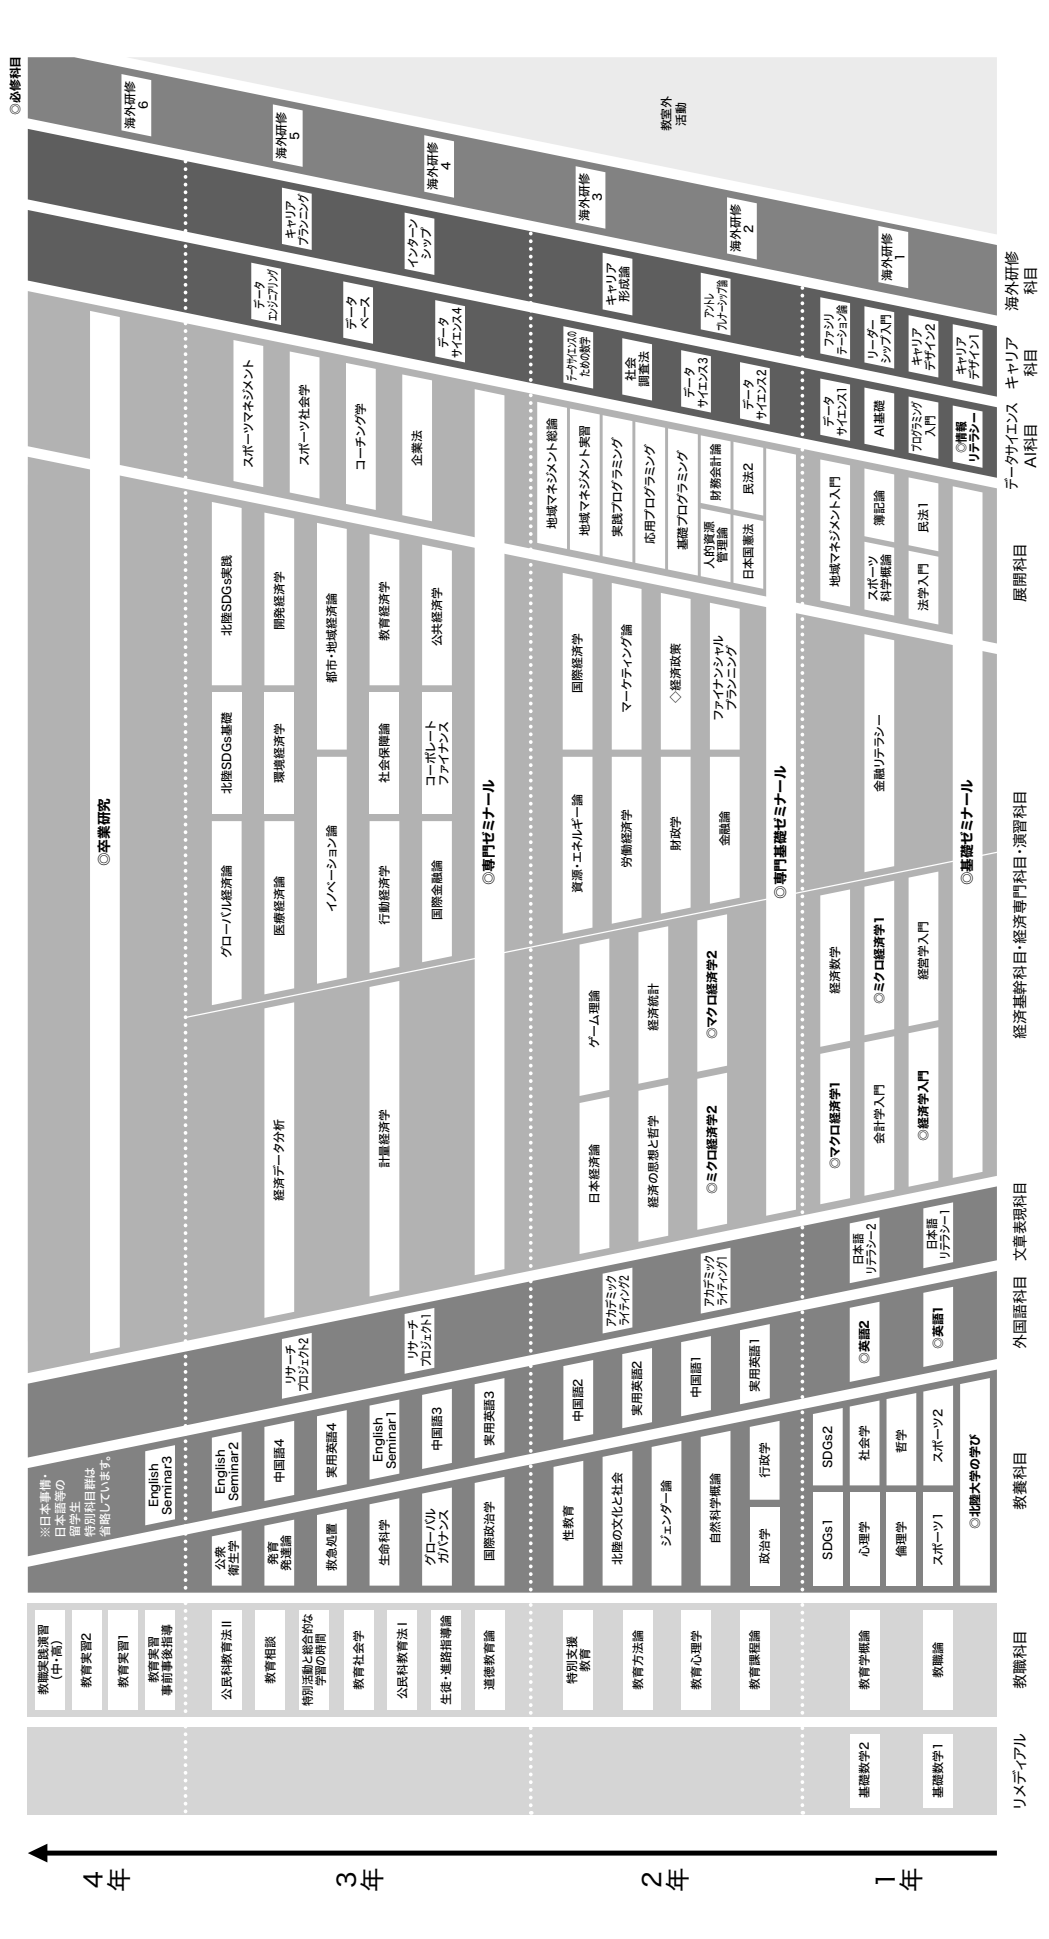 ◎必修科目
4年
3年
2年
1年
リメディアル
基礎数学2
基礎数学1
教職科目
教職実践演習
(中・高)
教育実習2
教育実習1
教育実習
事前事後指導
公民科教育法Ⅱ
教育相談
特別活動と総合的な
学習の時間
教育社会学
公民科教育法Ⅰ
生徒・進路指導論
道徳教育論
特別支援
教育
教育方法論
教育心理学
教育課程論
教育学概論
教職論
教養科目
公衆
衛生学
発育
発達論
救急処置
生命科学
グローバル
ガバナンス
国際政治学
性教育
北陸の文化と社会
ジェンダー論
自然科学概論
政治学
行政学
SDGs1
SDGs2
心理学
社会学
倫理学
哲学
スポーツ1
スポーツ2
◎北陸大学の学び
外国語科目
※日本事情・
日本語等の
留学生
特別科目群は
省略しています。
English
Seminar3
English
Seminar2
中国語4
実用英語4
English
Seminar1
中国語3
実用英語3
中国語2
実用英語2
中国語1
実用英語1
◎英語2
◎英語1
文章表現科目
リサーチ
プロジェクト2
リサーチ
プロジェクト1
アカデミック
ライティング2
アカデミック
ライティング1
日本語
リテラシー2
日本語
リテラシー1
経済基幹科目・経済専門科目・演習科目
◎卒業研究
グローバル経済論
北陸SDGs基礎
北陸SDGs実践
経済データ分析
医療経済論
環境経済学
開発経済学
イノベーション論
都市・地域経済論
計量経済学
行動経済学
社会保障論
教育経済学
国際金融論
コーポレート
ファイナンス
公共経済学
◎専門ゼミナール
資源・エネルギー論
国際経済学
日本経済論
ゲーム理論
労働経済学
マーケティング論
経済の思想と哲学
経済統計
財政学
◇経済政策
◎ミクロ経済学2
◎マクロ経済学2
金融論
ファイナンシャル
プランニング
◎専門基礎ゼミナール
◎マクロ経済学1
経済数学
会計学入門
◎ミクロ経済学1
金融リテラシー
◎経済学入門
経営学入門
◎基礎ゼミナール
展開科目
スポーツマネジメント
スポーツ社会学
コーチング学
企業法
地域マネジメント総論
地域マネジメント実習
実践プログラミング
応用プログラミング
基礎プログラミング
人的資源
管理論
財務会計論
日本国憲法
民法2
地域マネジメント入門
スポーツ
科学概論
簿記論
法学入門
民法1
データサイエンス
AI科目
データ
エンジニアリング
データ
ベース
データ
サイエンス4
データサイエンスの
ための数学
社会
調査法
データ
サイエンス3
データ
サイエンス2
データ
サイエンス1
AI基礎
プログラミング
入門
◎情報
リテラシー
キャリア
科目
キャリア
プランニング
インターン
シップ
キャリア
形成論
アントレ
プレナーシップ論
ファシリ
テーション論
リーダー
シップ入門
キャリア
デザイン2
キャリア
デザイン1
海外研修
科目
海外研修
6
海外研修
5
海外研修
4
海外研修
3
海外研修
2
海外研修
1
教室外
活動